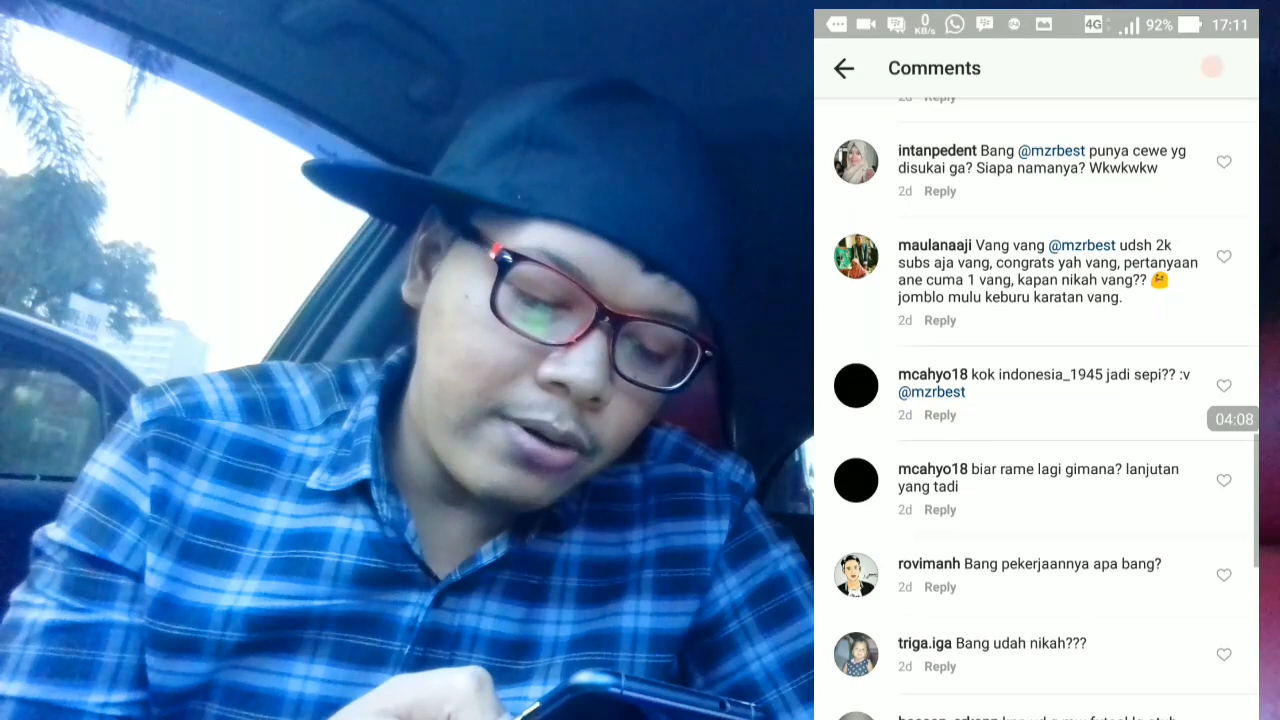 0
KB/s
4G
92%
17:11
Comments
2d Reply
intanpedent Bang @mzrbest punya cewe yg
disukai ga? Siapa namanya? Wkwkwkw
2d Reply
maulanaaji Vang vang @mzrbest udsh 2k
subs aja vang, congrats yah vang, pertanyaan
ane cuma 1 vang, kapan nikah vang??
jomblo mulu keburu karatan vang.
2d Reply
mcahyo18 kok indonesia_1945 jadi sepi?? :v
@mzrbest
2d Reply
04:08
mcahyo18 biar rame lagi gimana? lanjutan
yang tadi
2d Reply
rovimanh Bang pekerjaannya apa bang?
2d Reply
triga.iga Bang udah nikah???
2d Reply